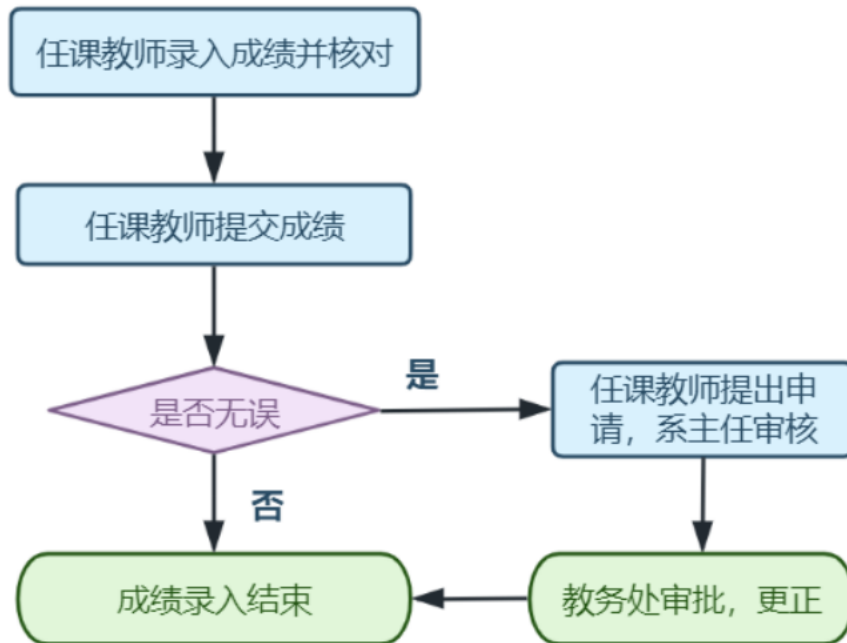 任课教师录入成绩并核对
任课教师提交成绩
是否无误
是
任课教师提出申
请，系主任审核
否
成绩录入结束
教务处审批，更正